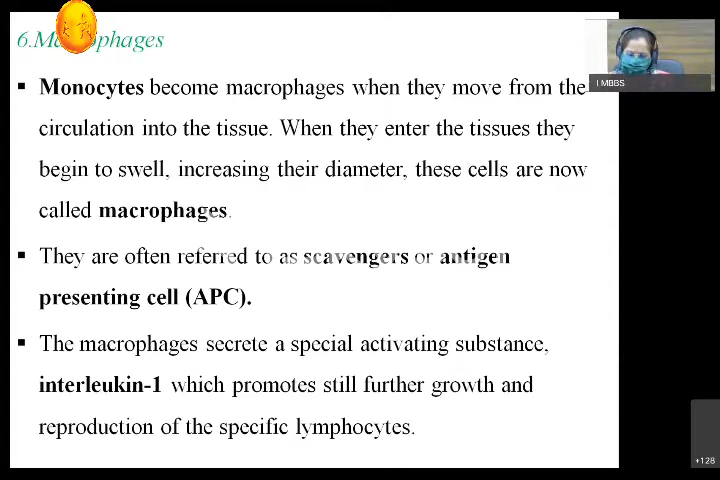 6.Macrophages
▪ Monocytes become macrophages when they move from the
circulation into the tissue. When they enter the tissues they
begin to swell, increasing their diameter, these cells are now
called macrophages.
▪ They are often referred to as scavengers or antigen
presenting cell (APC).
▪ The macrophages secrete a special activating substance,
interleukin-1 which promotes still further growth and
reproduction of the specific lymphocytes.
I MBBS
+128